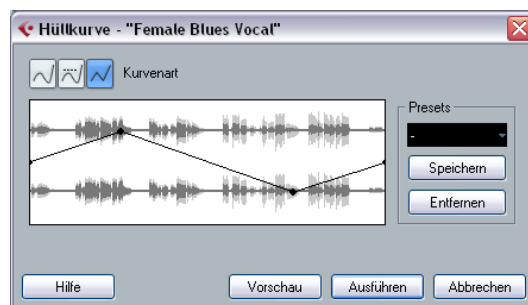 Hüllkurve - "Female Blues Vocal"
Kurvenart
Presets
-
Speichern
Entfernen
Hilfe
Vorschau
Ausführen
Abbrechen